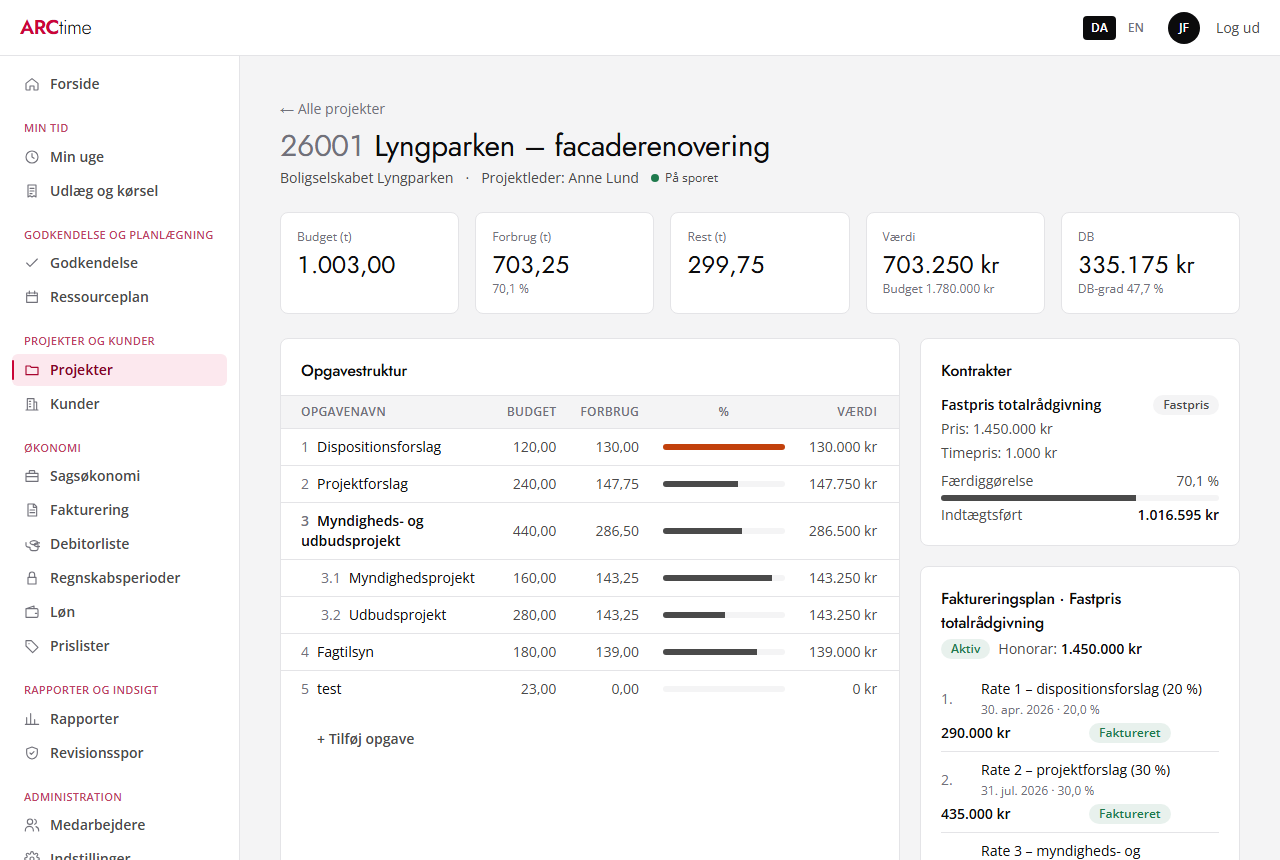 ARCtime
DA EN JF Log ud
Forside
MIN TID
Min uge
Udlæg og kørsel
GODKENDELSE OG PLANLÆGNING
Godkendelse
Ressourceplan
PROJEKTER OG KUNDER
Projekter
Kunder
ØKONOMI
Sagsøkonomi
Fakturering
Debitorliste
Regnskabsperioder
Løn
Prislister
RAPPORTER OG INDSIGT
Rapporter
Revisionsspor
ADMINISTRATION
Medarbejdere
Indstillinger
← Alle projekter
26001 Lyngparken – facaderenovering
Boligselskabet Lyngparken · Projektleder: Anne Lund På sporet
Budget (t)
1.003,00
Forbrug (t)
703,25
70,1 %
Rest (t)
299,75
Værdi
703.250 kr
Budget 1.780.000 kr
DB
335.175 kr
DB-grad 47,7 %
Opgavestruktur
OPGAVENAVN BUDGET FORBRUG % VÆRDI
1 Dispositionsforslag 120,00 130,00 130.000 kr
2 Projektforslag 240,00 147,75 147.750 kr
3 Myndigheds- og
udbudsprojekt 440,00 286,50 286.500 kr
3.1 Myndighedsprojekt 160,00 143,25 143.250 kr
3.2 Udbudsprojekt 280,00 143,25 143.250 kr
4 Fagtilsyn 180,00 139,00 139.000 kr
5 test 23,00 0,00 0 kr
+ Tilføj opgave
Kontrakter
Fastpris totalrådgivning Fastpris
Pris: 1.450.000 kr
Timepris: 1.000 kr
Færdiggørelse 70,1 %
Indtægtsført 1.016.595 kr
Faktureringsplan · Fastpris
totalrådgivning
Aktiv Honorar: 1.450.000 kr
1. Rate 1 – dispositionsforslag (20 %)
30. apr. 2026 · 20,0 %
290.000 kr Faktureret
2. Rate 2 – projektforslag (30 %)
31. jul. 2026 · 30,0 %
435.000 kr Faktureret
Rate 3 – myndigheds- og